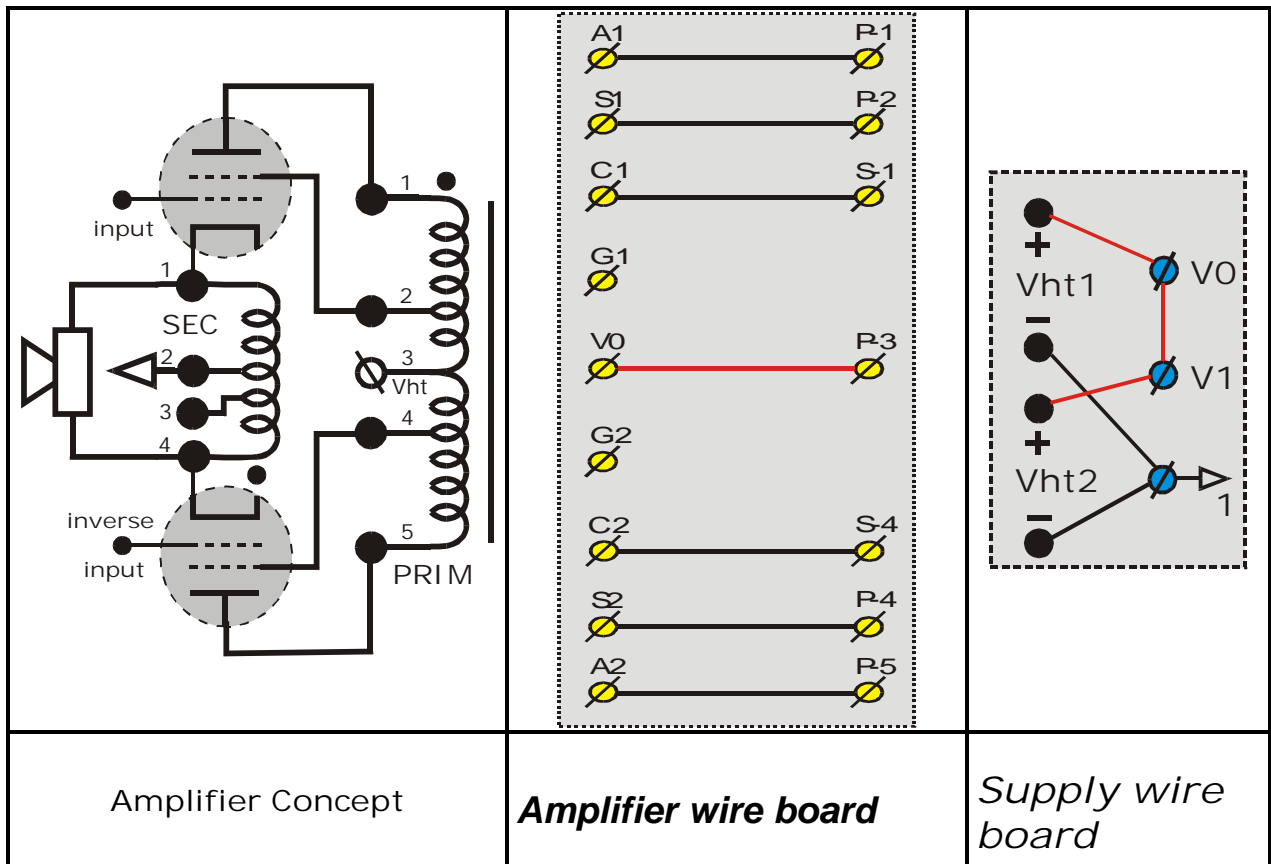 1
input
1
2
SEC
2
3
Vht
3
4
4
inverse
input
5
PRIM
A1 P-1
S1 P-2
C1 S-1
G1
V0 P-3
G2
C2 S-4
S2 P-4
A2 P-5
+
V0
Vht1
−
V1
+
Vht2
1
−
Amplifier Concept
Amplifier wire board
Supply wire
board